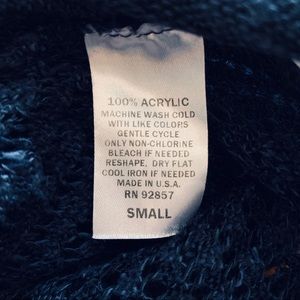 100% ACRYLIC
MACHINE WASH COLD
WITH LIKE COLORS
GENTLE CYCLE
ONLY NON-CHLORINE
BLEACH IF NEEDED
RESHAPE, DRY FLAT
COOL IRON IF NEEDED
MADE IN U.S.A.
RN 92857
SMALL